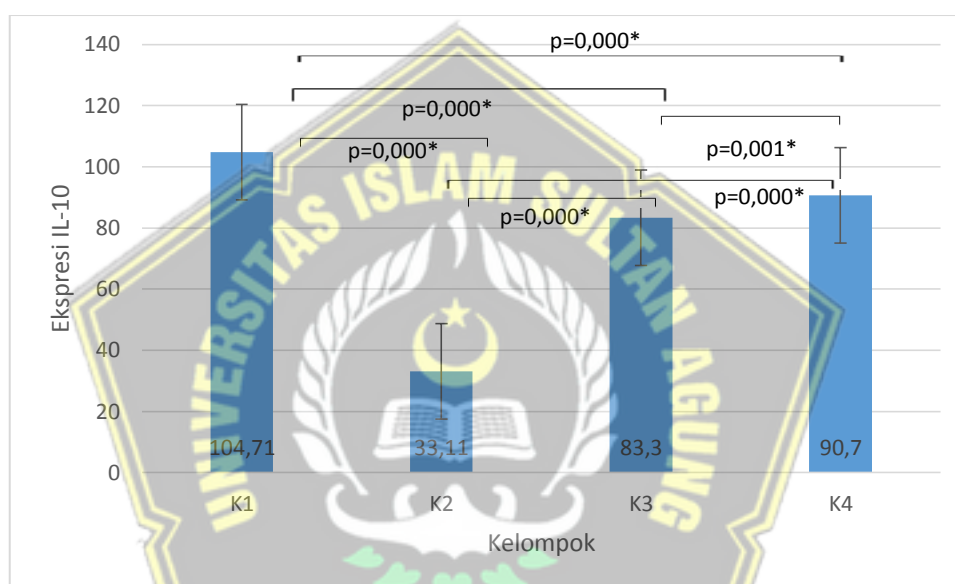 140
120
100
80
60
40
20
0
Ekspresi IL-10
p=0,000*
p=0,000*
p=0,000*
p=0,001*
p=0,000*
p=0,000*
104,71
33,11
83,3
90,7
K1
K2
K3
K4
Kelompok
UNIVERSITAS ISLAM SULTAN AGUNG